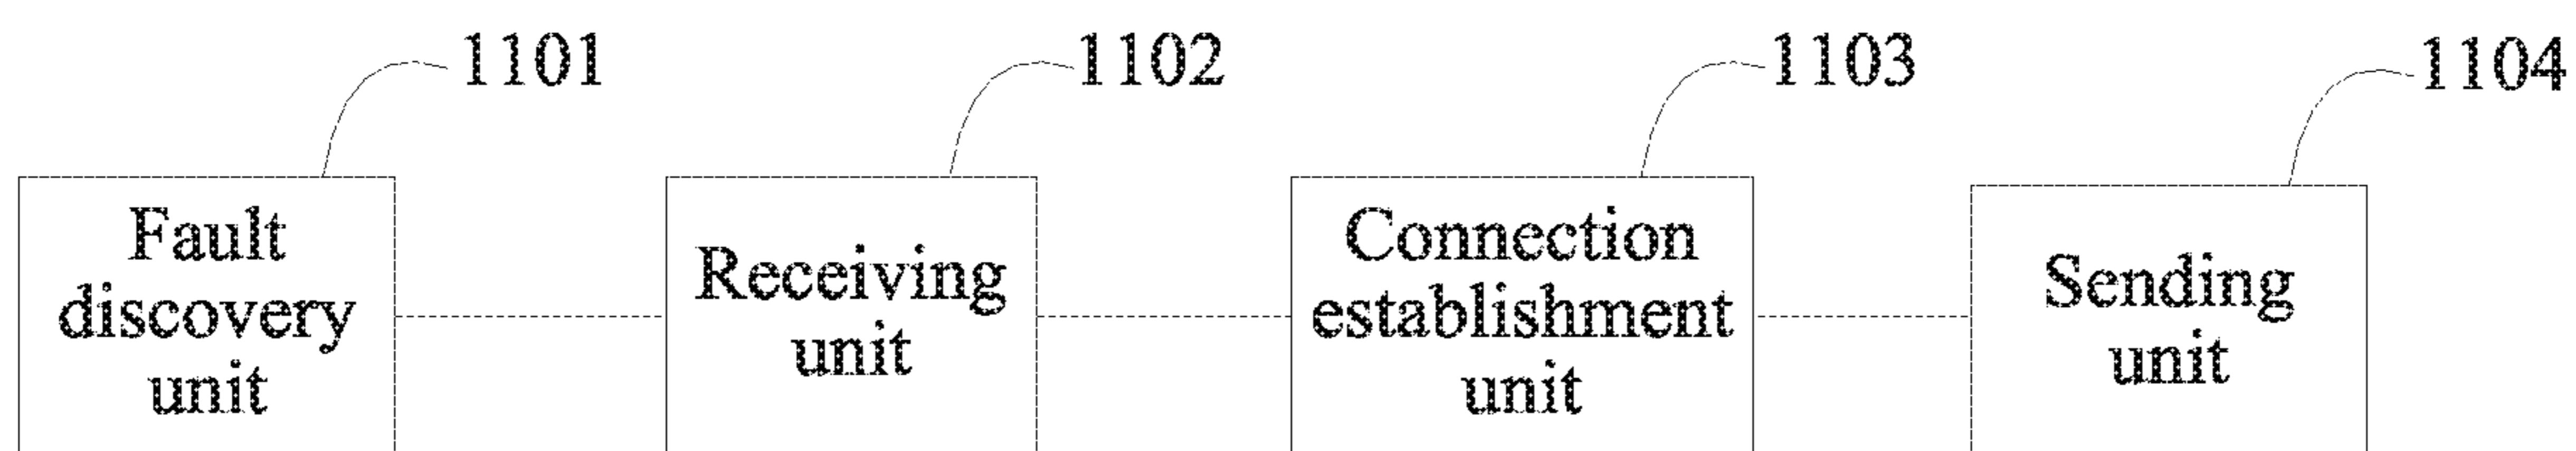 1101
1102
1103
1104
Fault
discovery
unit
Receiving
unit
Connection
establishment
unit
Sending
unit